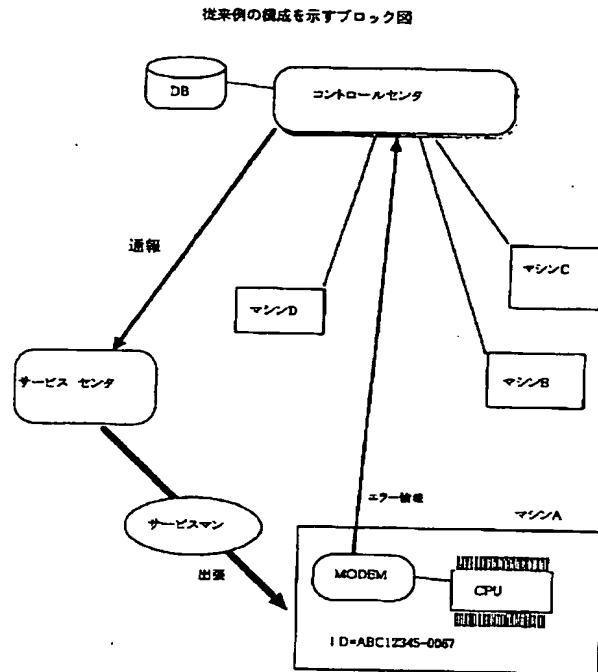 従来例の構成を示すブロック図
DB
コントロールセンタ
通報
マシンC
マシンD
サービス センタ
マシンB
エラー情報
マシンA
サービスマン
出張
MODEM
CPU
ID=ABC12345-0067